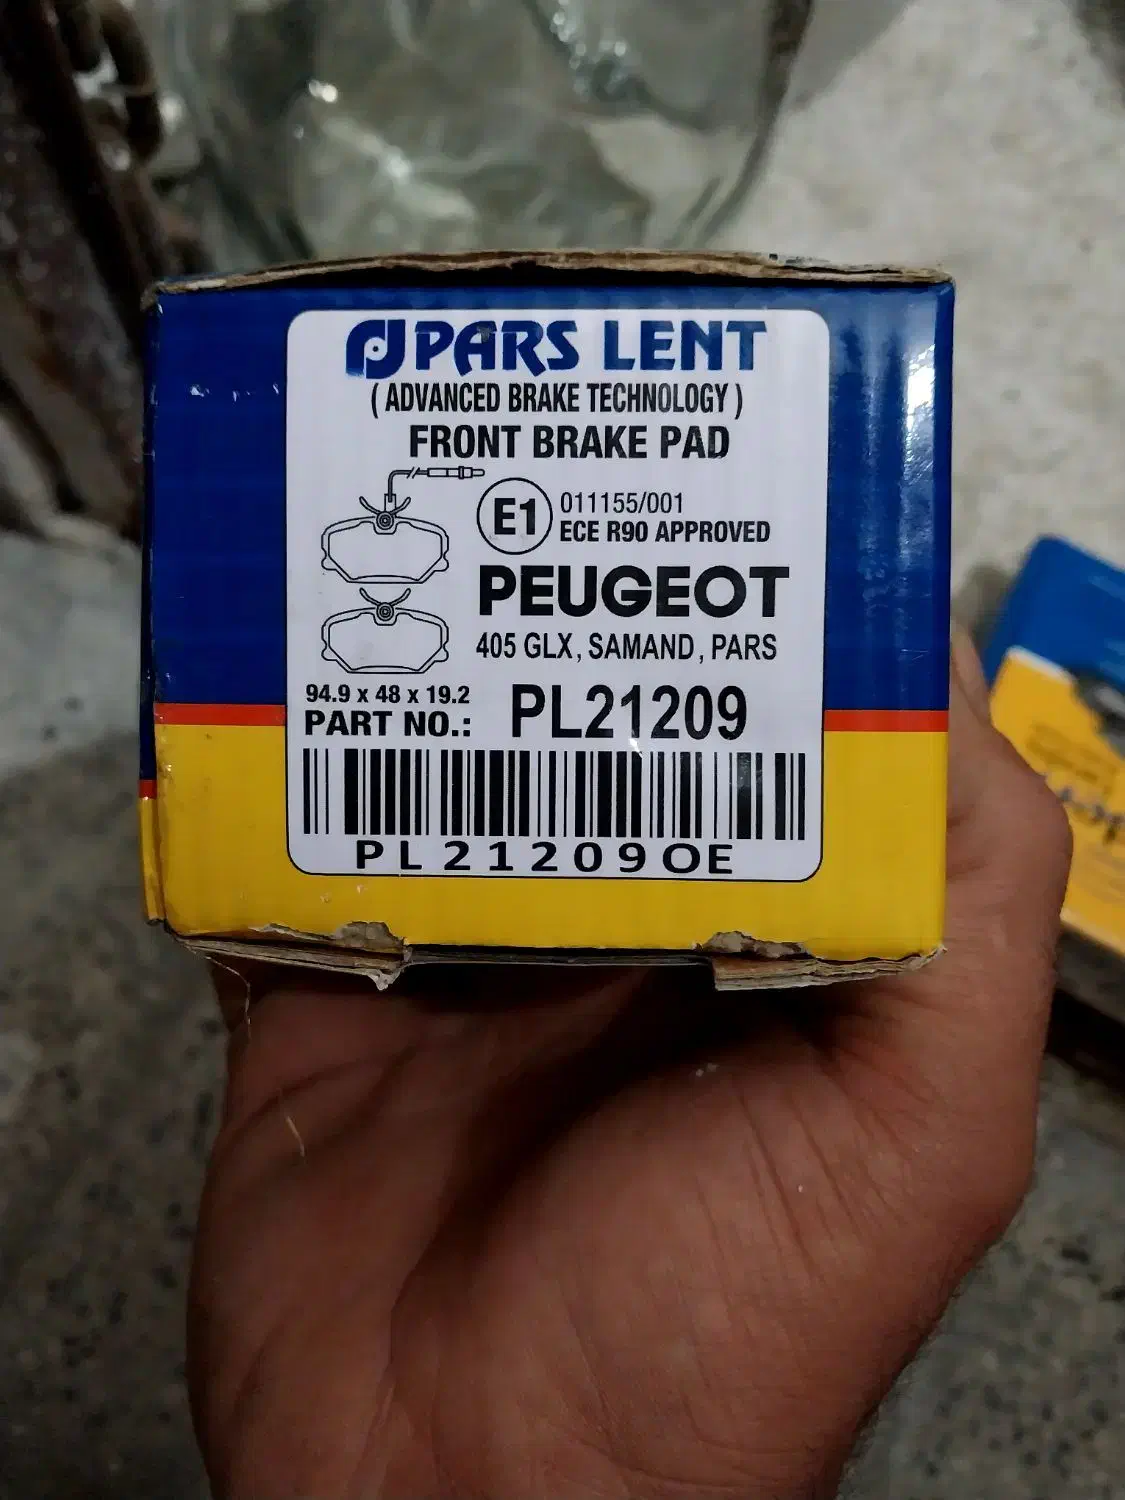 PARS LENT
( ADVANCED BRAKE TECHNOLOGY )
FRONT BRAKE PAD
E1
011155/001
ECE R90 APPROVED
PEUGEOT
405 GLX, SAMAND, PARS
94.9 x 48 x 19.2
PART NO.: PL21209
PL21209OE